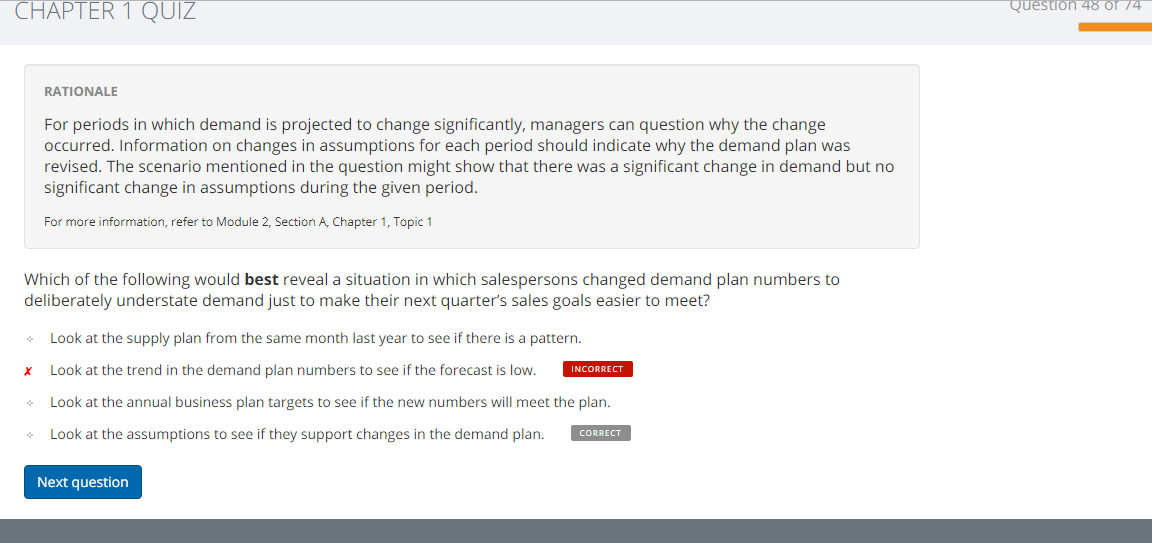 CHAPTER 1 QUIZ
Question 48 of 74
RATIONALE
For periods in which demand is projected to change significantly, managers can question why the change
occurred. Information on changes in assumptions for each period should indicate why the demand plan was
revised. The scenario mentioned in the question might show that there was a significant change in demand but no
significant change in assumptions during the given period.
For more information, refer to Module 2, Section A, Chapter 1, Topic 1
Which of the following would best reveal a situation in which salespersons changed demand plan numbers to
deliberately understate demand just to make their next quarter’s sales goals easier to meet?
Look at the supply plan from the same month last year to see if there is a pattern.
✗ Look at the trend in the demand plan numbers to see if the forecast is low. INCORRECT
Look at the annual business plan targets to see if the new numbers will meet the plan.
Look at the assumptions to see if they support changes in the demand plan. CORRECT
Next question